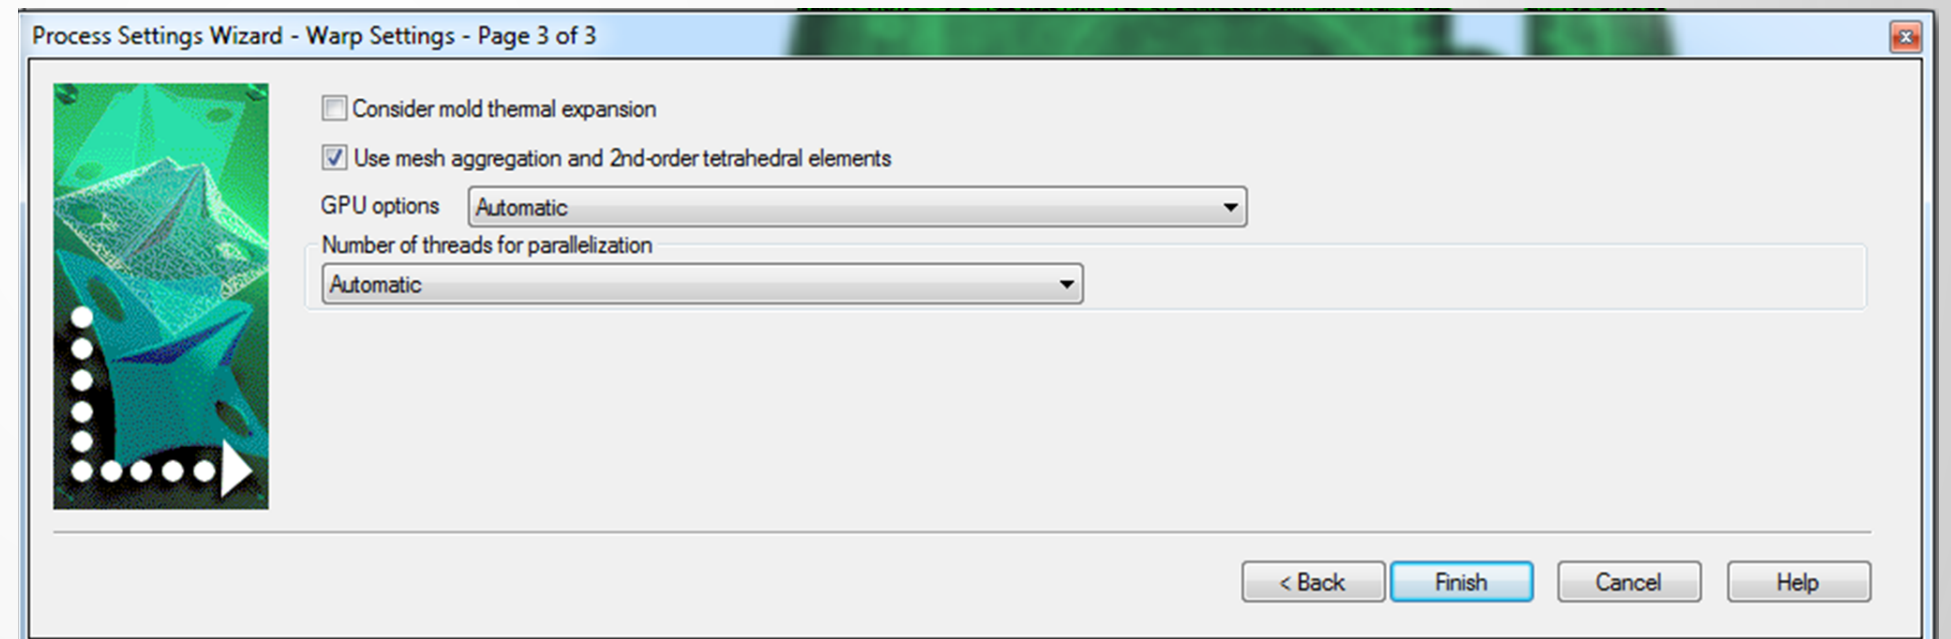 Process Settings Wizard - Warp Settings - Page 3 of 3
Consider mold thermal expansion
Use mesh aggregation and 2nd-order tetrahedral elements
GPU options Automatic
Number of threads for parallelization
Automatic
< Back Finish Cancel Help